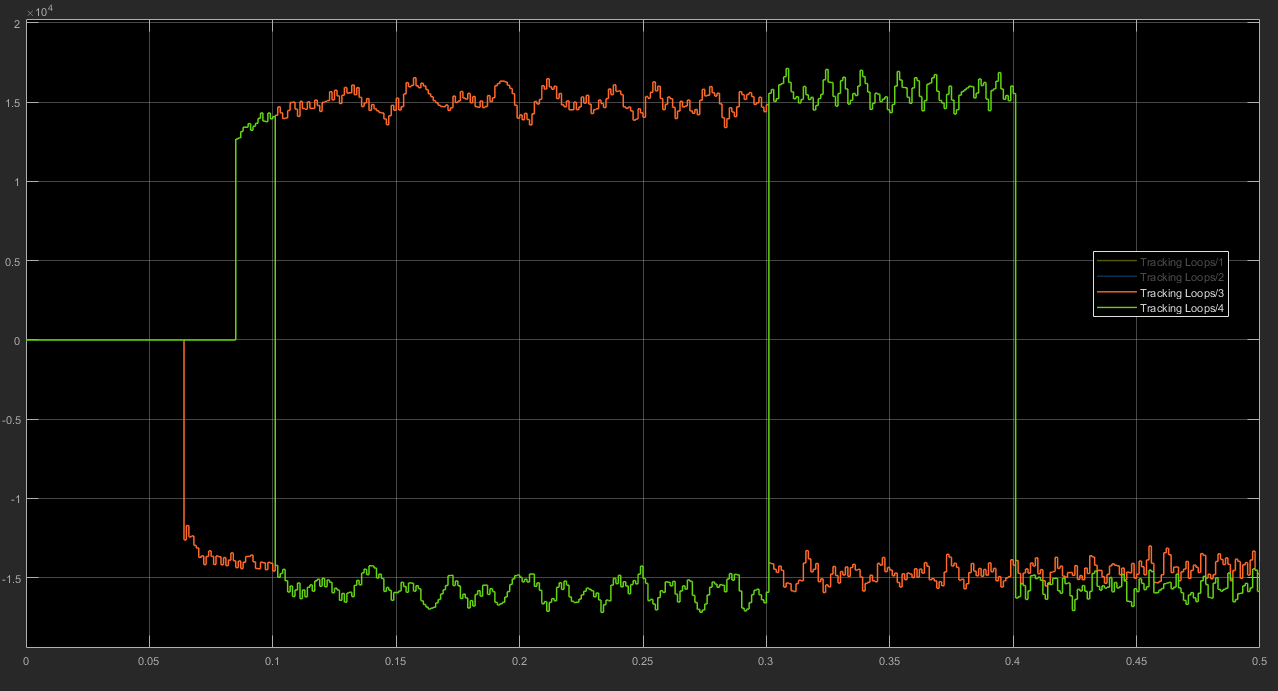 ×10⁴
2
1.5
1
0.5
0
-0.5
-1
-1.5
Tracking Loops/1
Tracking Loops/2
Tracking Loops/3
Tracking Loops/4
0 0.05 0.1 0.15 0.2 0.25 0.3 0.35 0.4 0.45 0.5